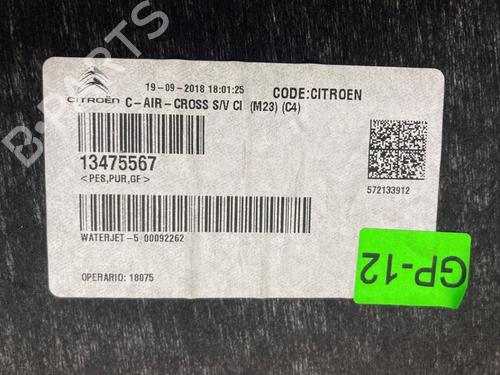 B-PARTS
19-09-2018 18:01:25
CODE:CITROEN
CITROËN
C-AIR-CROSS S/V CI (M23) (C4)
13475567
<PES,PUR,GF>
572133912
WATERJET-5 00092262
GP-12
OPERARIO: 18075